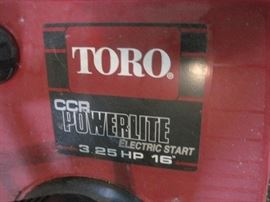 TORO®
CCR
POWERLITE
ELECTRIC START
3.25 HP 16"